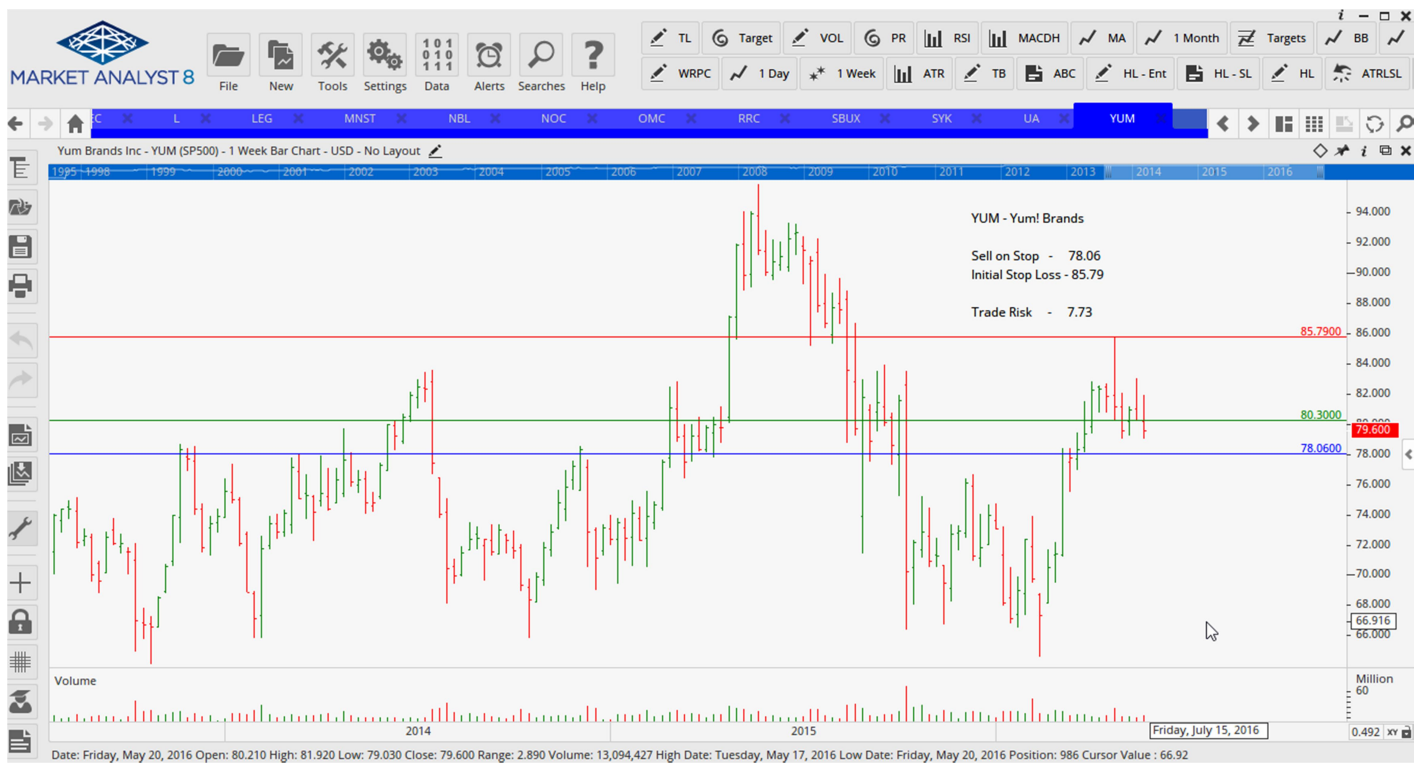 MARKET ANALYST 8
File New Tools Settings Data Alerts Searches Help
TL Target VOL PR RSI MACDH MA 1 Month Targets BB
WRPC 1 Day 1 Week ATR TB ABC HL - Ent HL - SL HL ATRLSL
L LEG MNST NBL NOC OMC RRC SBUX SYK UA YUM
Yum Brands Inc - YUM (SP500) - 1 Week Bar Chart - USD - No Layout
1995 1998 1999 2000 2001 2002 2003 2004 2005 2006 2007 2008 2009 2010 2011 2012 2013 2014 2015 2016
YUM - Yum! Brands
Sell on Stop - 78.06
Initial Stop Loss - 85.79
Trade Risk - 7.73
94.000
92.000
90.000
88.000
85.7900
86.000
84.000
82.000
80.3000
79.600
78.0600
78.000
76.000
74.000
72.000
70.000
68.000
66.916
66.000
Volume
Million
60
2014 2015
Friday, July 15, 2016
0.492 XY
Date: Friday, May 20, 2016 Open: 80.210 High: 81.920 Low: 79.030 Close: 79.600 Range: 2.890 Volume: 13,094,427 High Date: Tuesday, May 17, 2016 Low Date: Friday, May 20, 2016 Position: 986 Cursor Value : 66.92